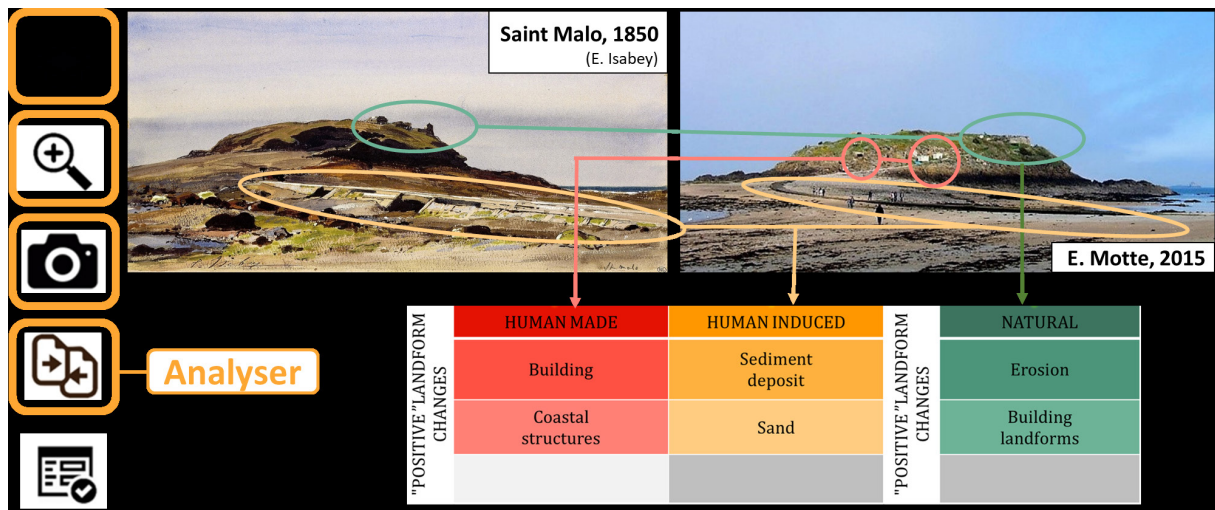 Saint Malo, 1850
(E. Isabey)
E. Motte, 2015
Analyser
"POSITIVE "LANDFORM
CHANGES
HUMAN MADE
HUMAN INDUCED
"POSITIVE "LANDFORM
CHANGES
NATURAL
Building
Sediment
deposit
Erosion
Coastal
structures
Sand
Building
landforms